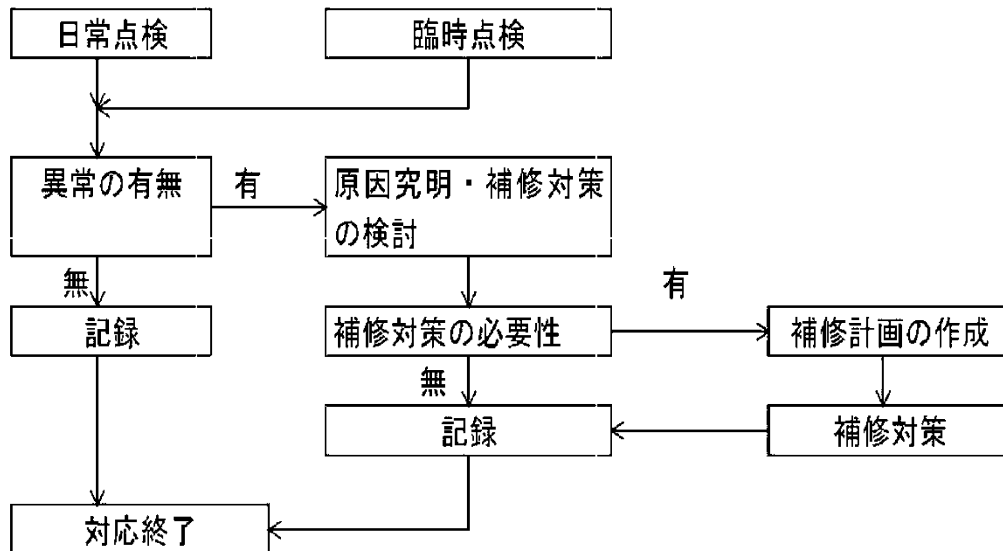 日常点検
臨時点検
異常の有無
有
原因究明・補修対策
の検討
無
有
記録
補修対策の必要性
補修計画の作成
無
記録
補修対策
対応終了